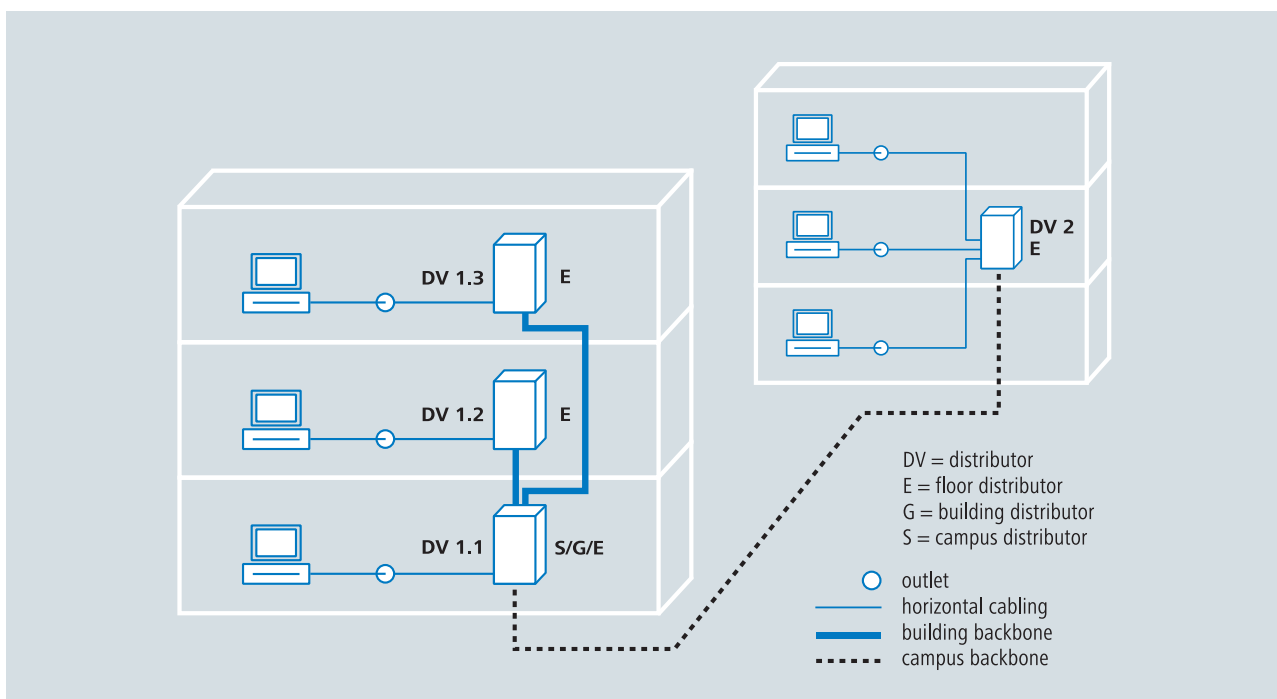 DV 1.3
E
DV 1.2
E
DV 1.1
S/G/E
DV 2
E
DV = distributor
E = floor distributor
G = building distributor
S = campus distributor
outlet
horizontal cabling
building backbone
campus backbone